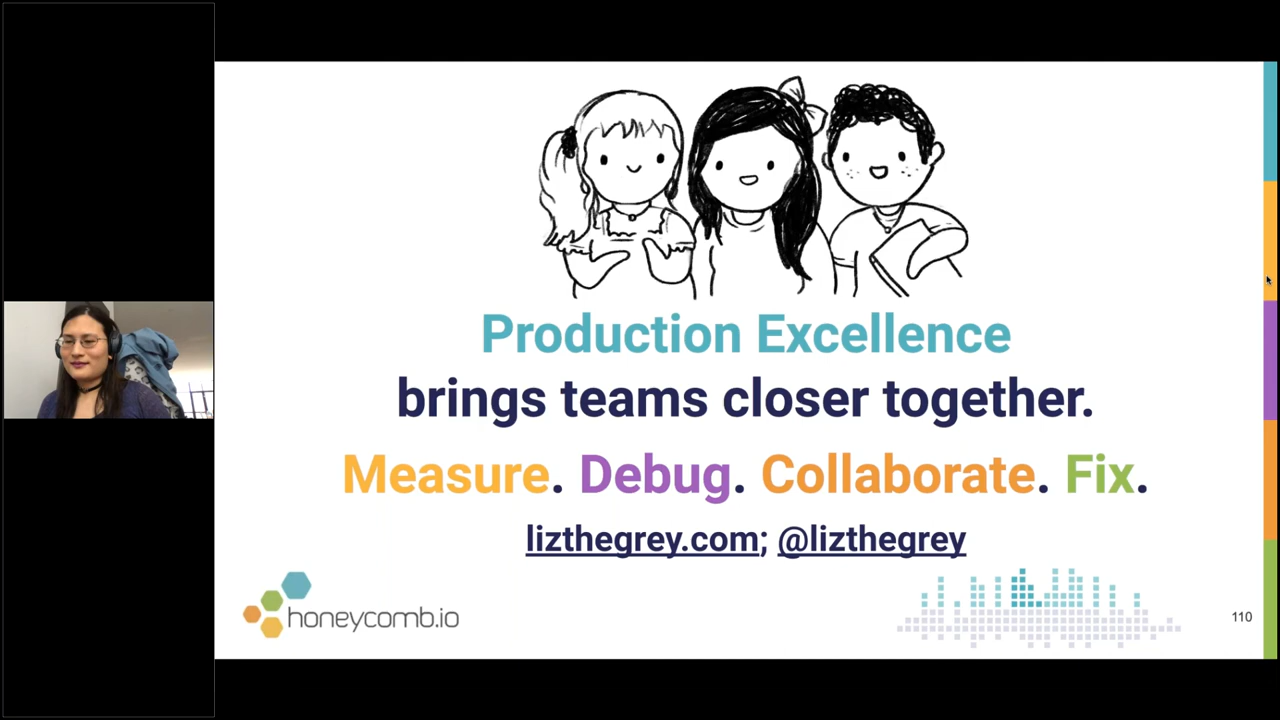 Production Excellence
brings teams closer together.
Measure. Debug. Collaborate. Fix.
lizthegrey.com; @lizthegrey
honeycomb.io
110